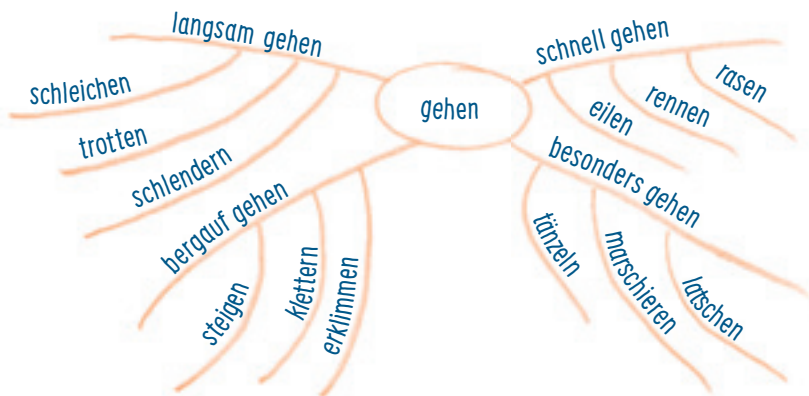 langsam gehen
schleichen
trotten
schlendern
gehen
schnell gehen
eilen
rennen
rasen
bergauf gehen
steigen
klettern
erklimmen
besonders gehen
tänzeln
marschieren
latschen